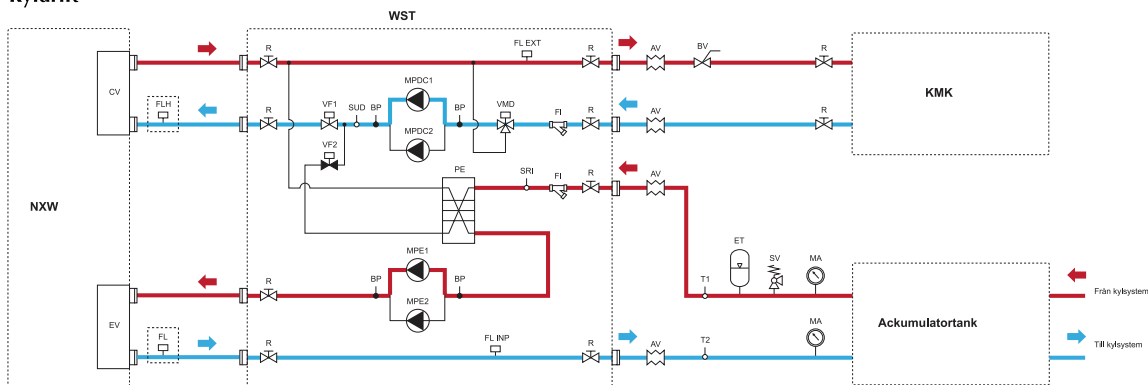 WST
R
FL EXT
R
AV
BV
R
CV
MPDC1
KMK
FLH
R
VF1
SUD
BP
BP
VMD
FI
R
AV
R
MPDC2
VF2
PE
SRI
FI
R
AV
NXW
MPE1
ET
SV
MA
R
BP
BP
T1
Från kylsystem
MPE2
EV
Ackumulatortank
FL
R
FL INP
R
AV
T2
MA
Till kylsystem